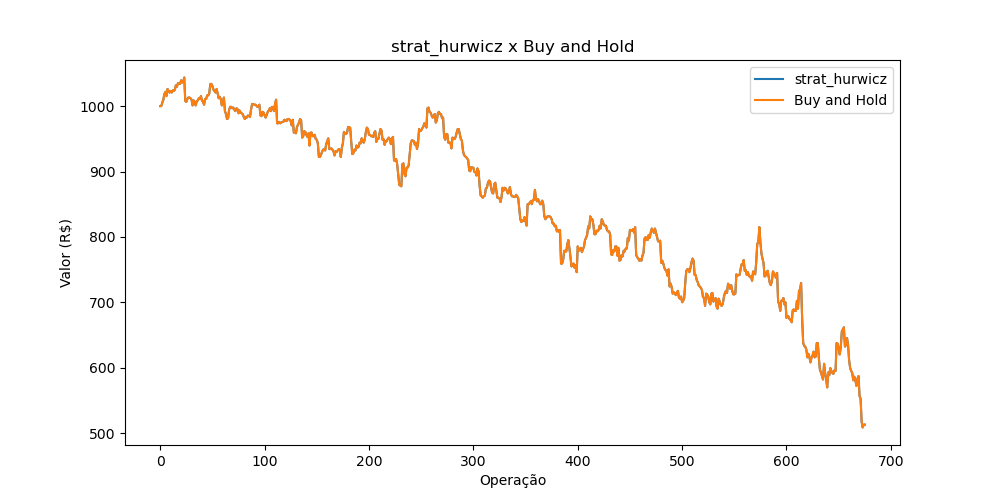 strat_hurwicz x Buy and Hold
strat_hurwicz
Buy and Hold
Valor (R$)
1000
900
800
700
600
500
0 100 200 300 400 500 600 700
Operação